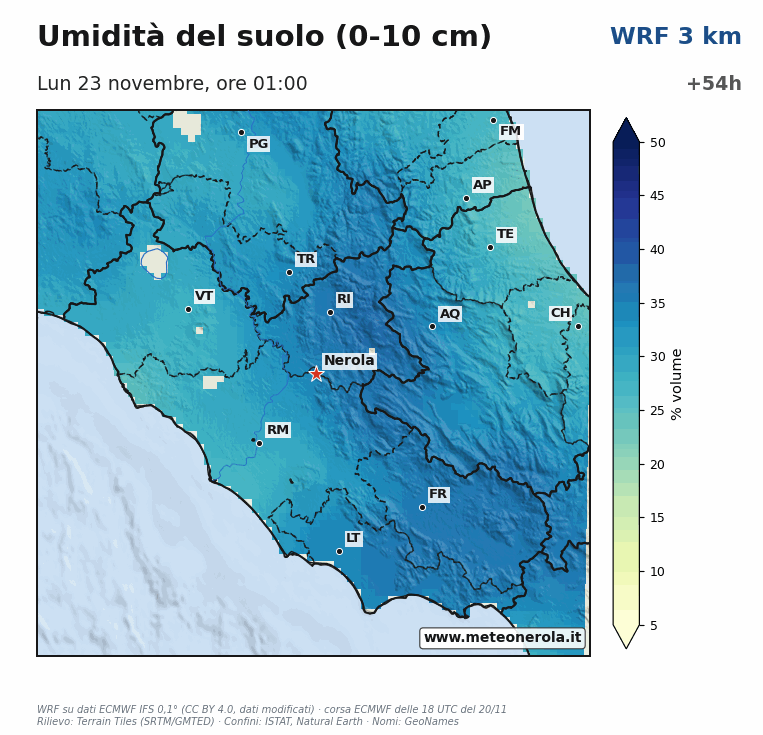 Umidità del suolo (0-10 cm)
WRF 3 km
Lun 23 novembre, ore 01:00
+54h
FM
PG
AP
TE
TR
VT
RI
AQ
CH
Nerola
RM
FR
LT
50
45
40
35
30
25
20
15
10
5
% volume
www.meteonerola.it
WRF su dati ECMWF IFS 0,1° (CC BY 4.0, dati modificati) · corsa ECMWF delle 18 UTC del 20/11
Rilievo: Terrain Tiles (SRTM/GMTED) · Confini: ISTAT, Natural Earth · Nomi: GeoNames